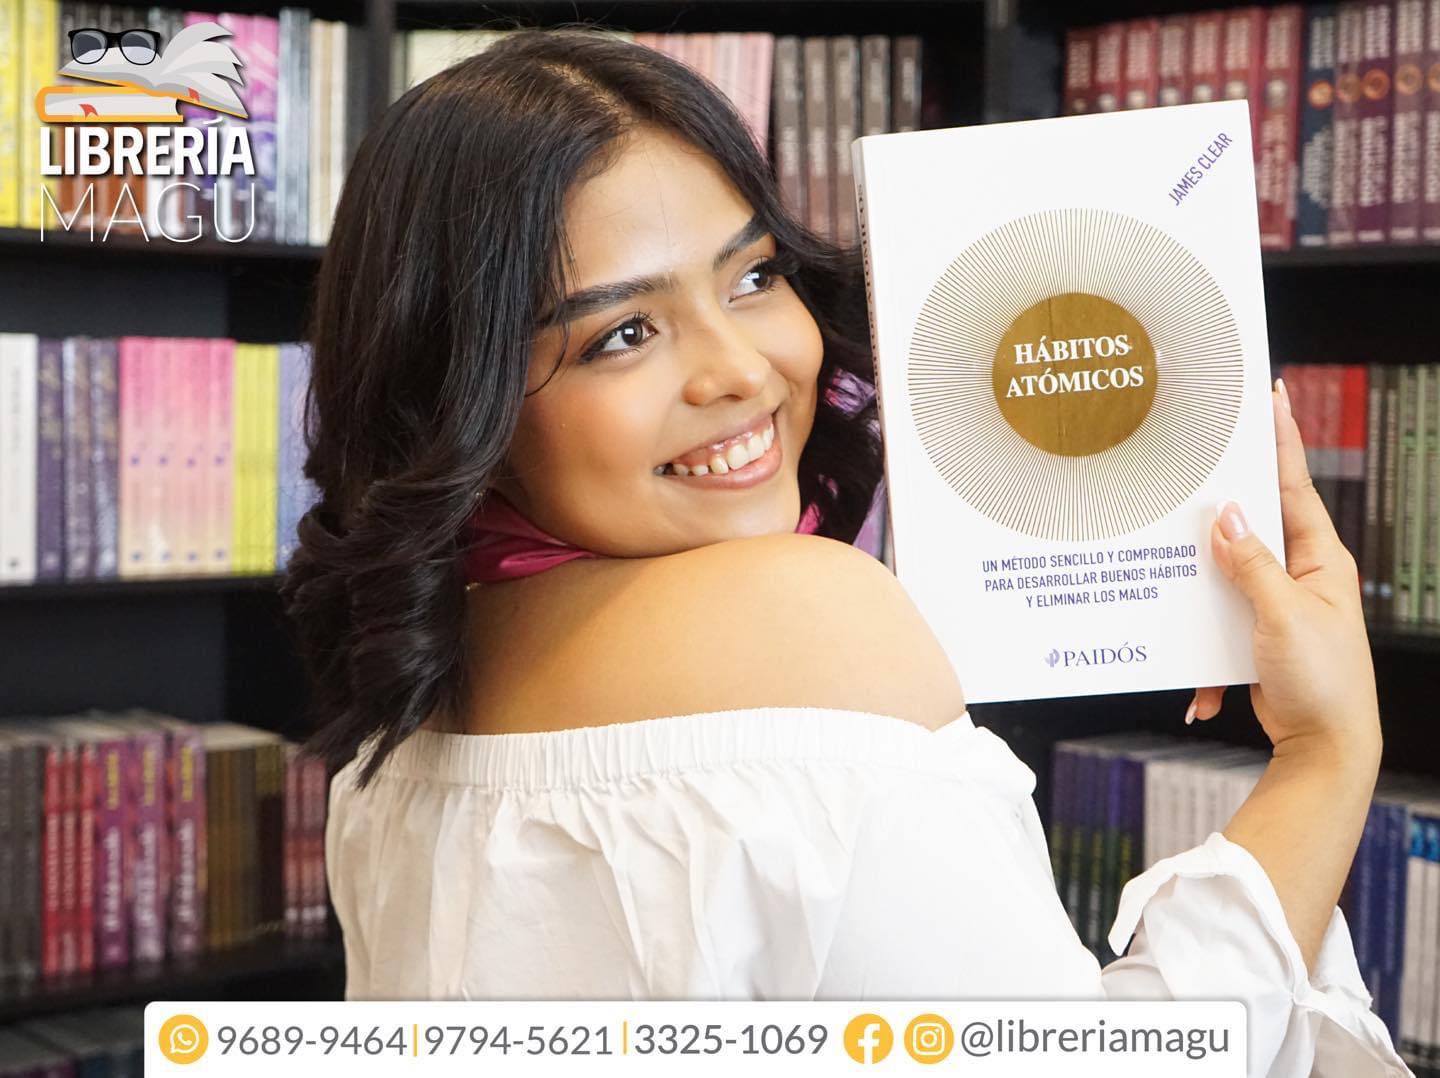 LIBRERÍA
MAGU
JAMES CLEAR
HÁBITOS
ATÓMICOS
UN MÉTODO SENCILLO Y COMPROBADO
PARA DESARROLLAR BUENOS HÁBITOS
Y ELIMINAR LOS MALOS
PAIDÓS
9689-9464|9794-5621|3325-1069 @libreriamagu